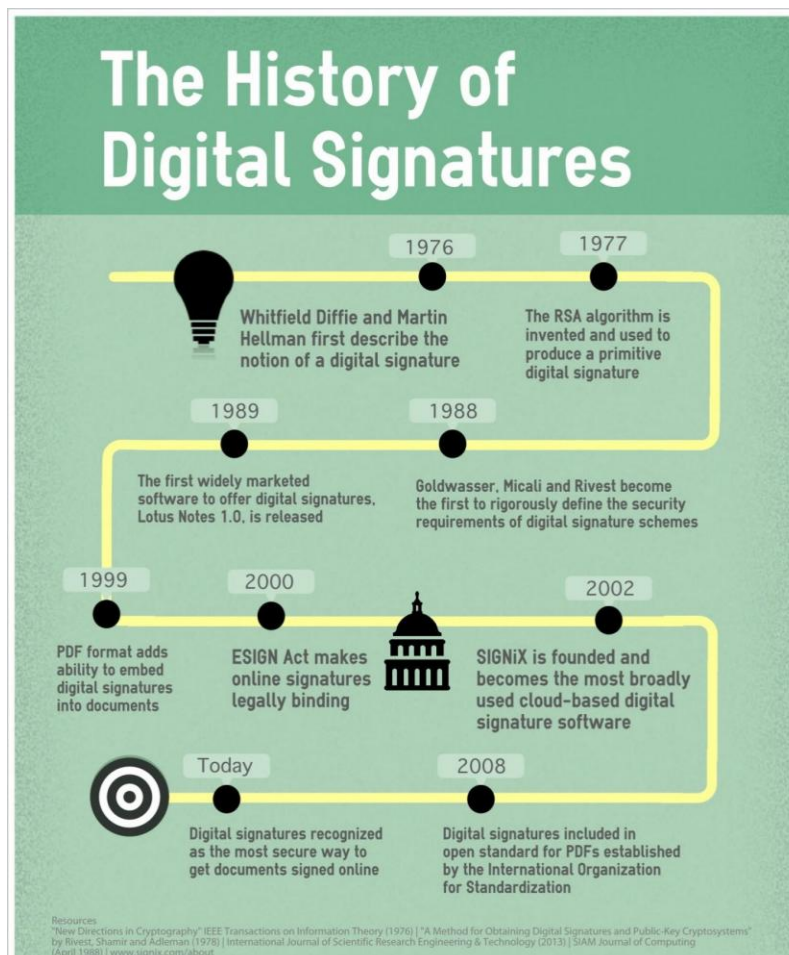 The History of
Digital Signatures
1976
Whitfield Diffie and Martin
Hellman first describe the
notion of a digital signature
1977
The RSA algorithm is
invented and used to
produce a primitive
digital signature
1989
The first widely marketed
software to offer digital signatures,
Lotus Notes 1.0, is released
1988
Goldwasser, Micali and Rivest become
the first to rigorously define the security
requirements of digital signature schemes
1999
PDF format adds
ability to embed
digital signatures
into documents
2000
ESIGN Act makes
online signatures
legally binding
2002
SIGNiX is founded and
becomes the most broadly
used cloud-based digital
signature software
Today
Digital signatures recognized
as the most secure way to
get documents signed online
2008
Digital signatures included in
open standard for PDFs established
by the International Organization
for Standardization
Resources
"New Directions in Cryptography" IEEE Transactions on Information Theory (1976) | "A Method for Obtaining Digital Signatures and Public-Key Cryptosystems"
by Rivest, Shamir and Adleman (1978) | International Journal of Scientific Research Engineering & Technology (2013) | SIAM Journal of Computing
(April 1988) | www.signix.com/about